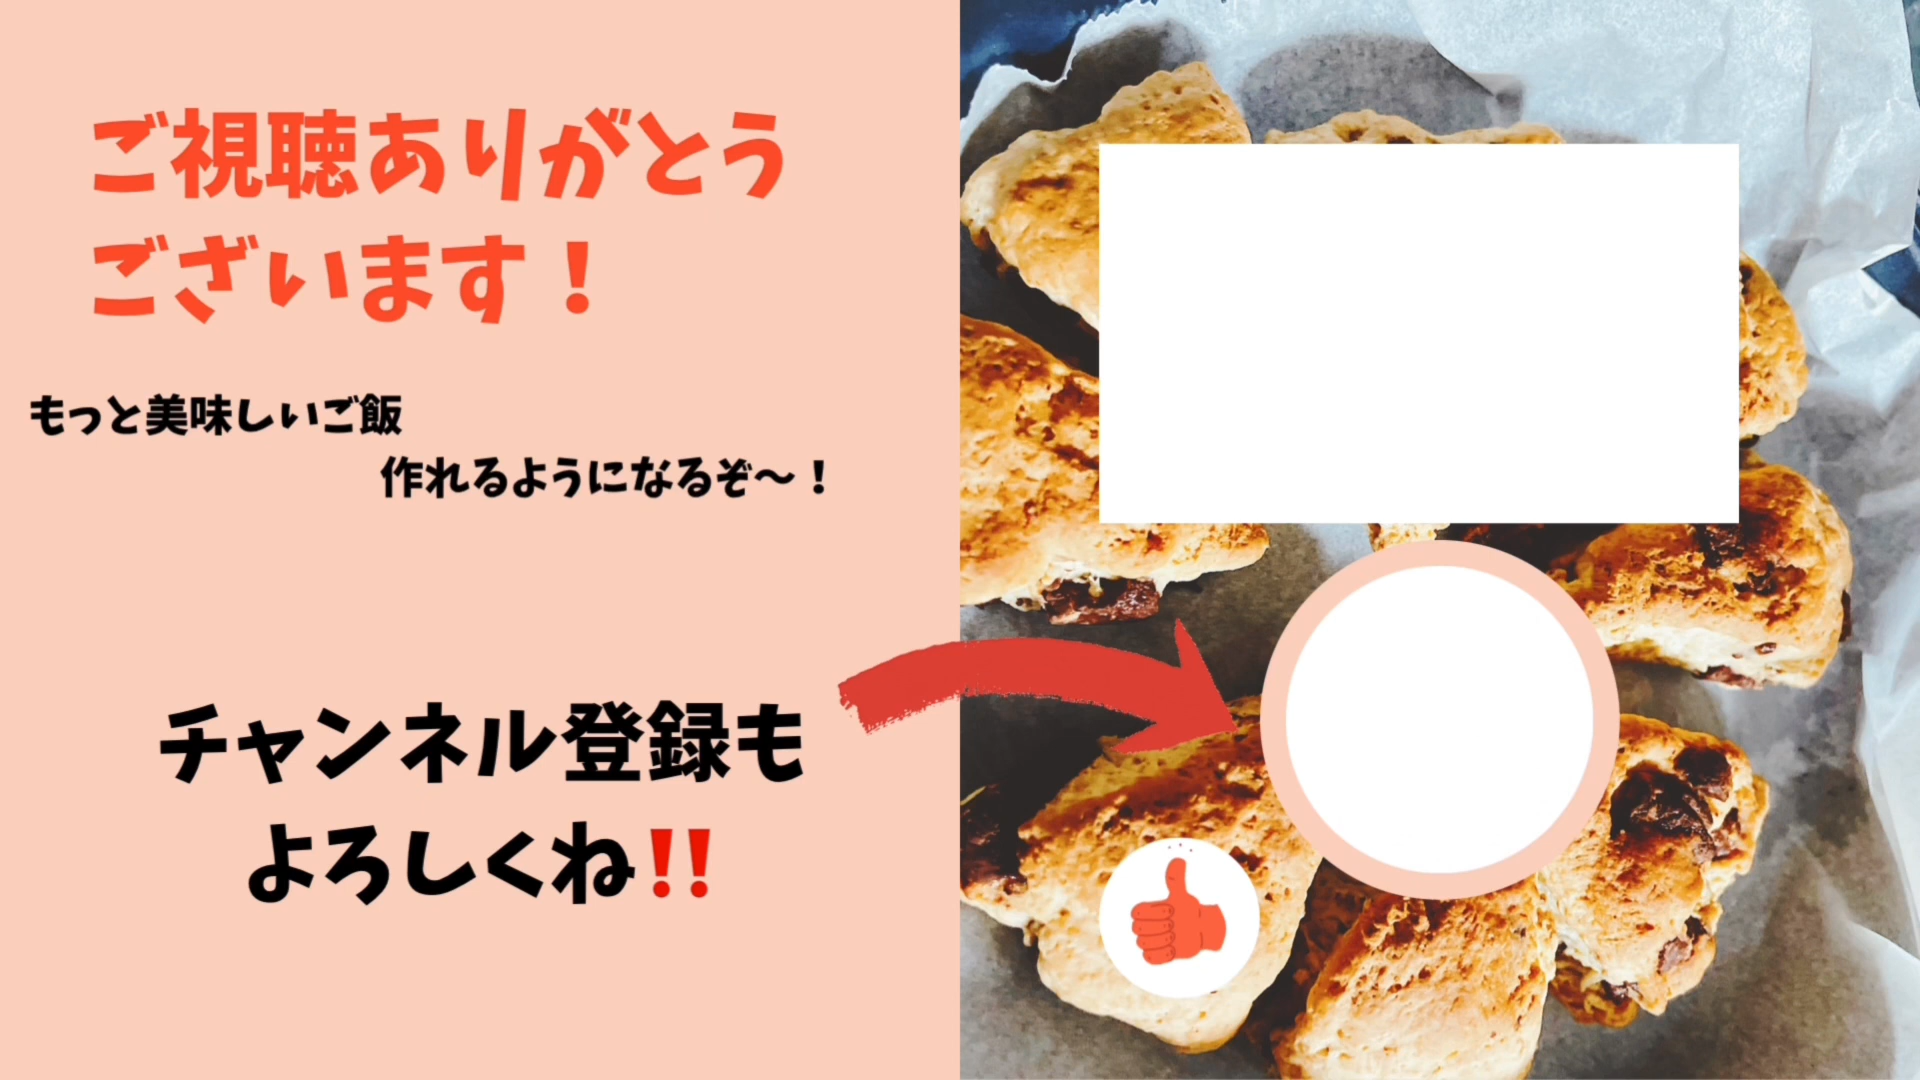 ご視聴ありがとう
ございます！
もっと美味しいご飯
作れるようになるぞ〜！
チャンネル登録も
よろしくね‼️